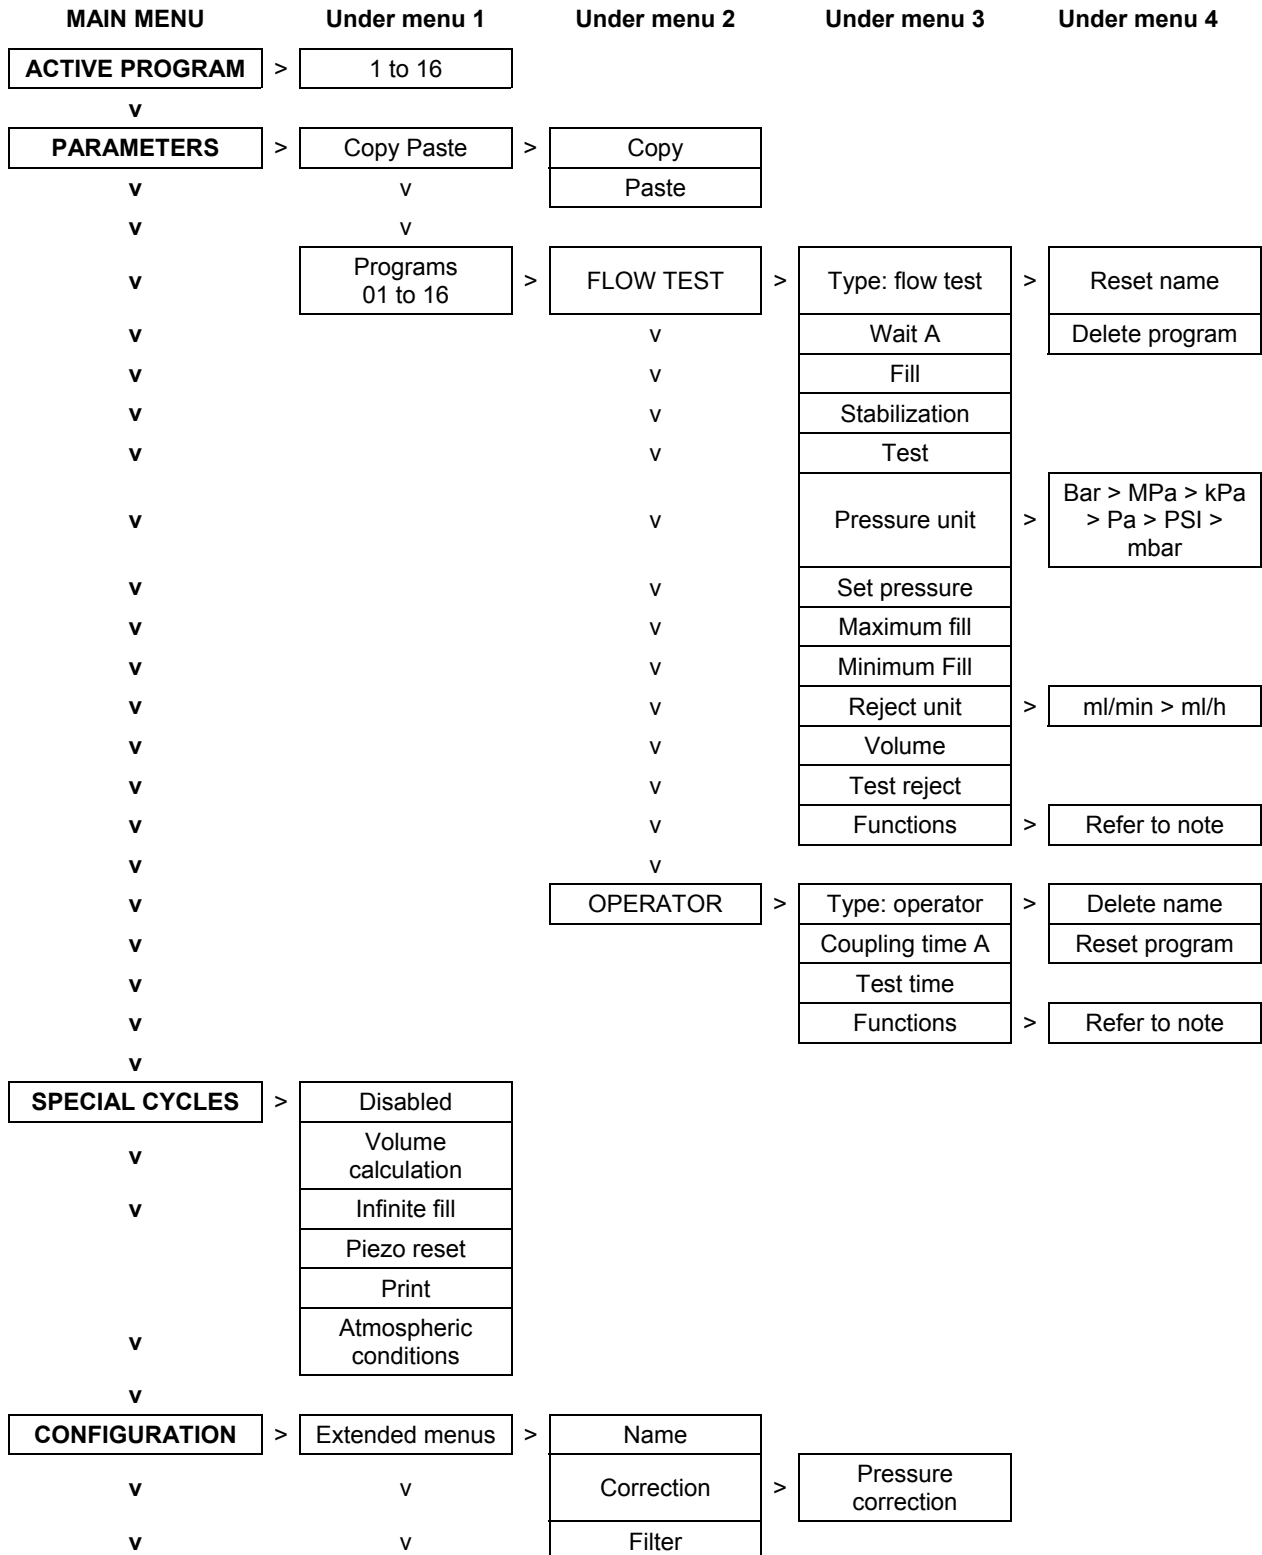 MAIN MENU Under menu 1 Under menu 2 Under menu 3 Under menu 4
ACTIVE PROGRAM > 1 to 16
v
PARAMETERS > Copy Paste > Copy
v v Paste
v v
v Programs
01 to 16 > FLOW TEST > Type: flow test > Reset name
v v Wait A Delete program
v v Fill
v v Stabilization
v v Test
v v Pressure unit > Bar > MPa > kPa
> Pa > PSI >
mbar
v v Set pressure
v v Maximum fill
v v Minimum Fill
v v Reject unit > ml/min > ml/h
v v Volume
v v Test reject
v v Functions > Refer to note
v v
v OPERATOR > Type: operator > Delete name
v Coupling time A Reset program
v Test time
v Functions > Refer to note
v
SPECIAL CYCLES > Disabled
v Volume
calculation
v Infinite fill
Piezo reset
Print
v Atmospheric
conditions
v
CONFIGURATION > Extended menus > Name
v v Correction > Pressure
correction
v v Filter